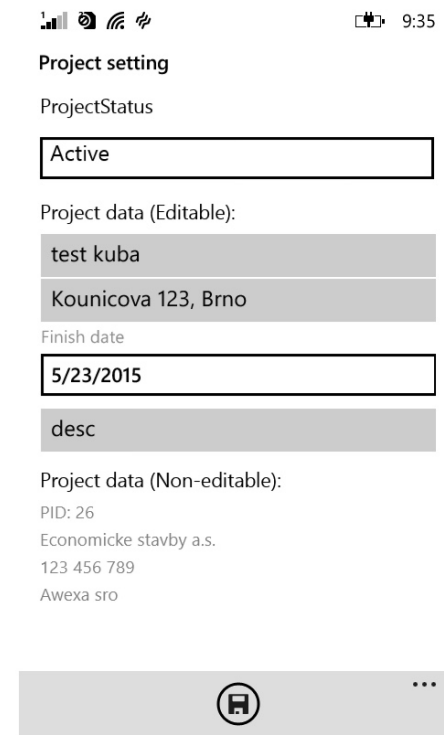 1
9:35
Project setting
ProjectStatus
Active
Project data (Editable):
test kuba
Kounicova 123, Brno
Finish date
5/23/2015
desc
Project data (Non-editable):
PID: 26
Economicke stavby a.s.
123 456 789
Awexa sro
...